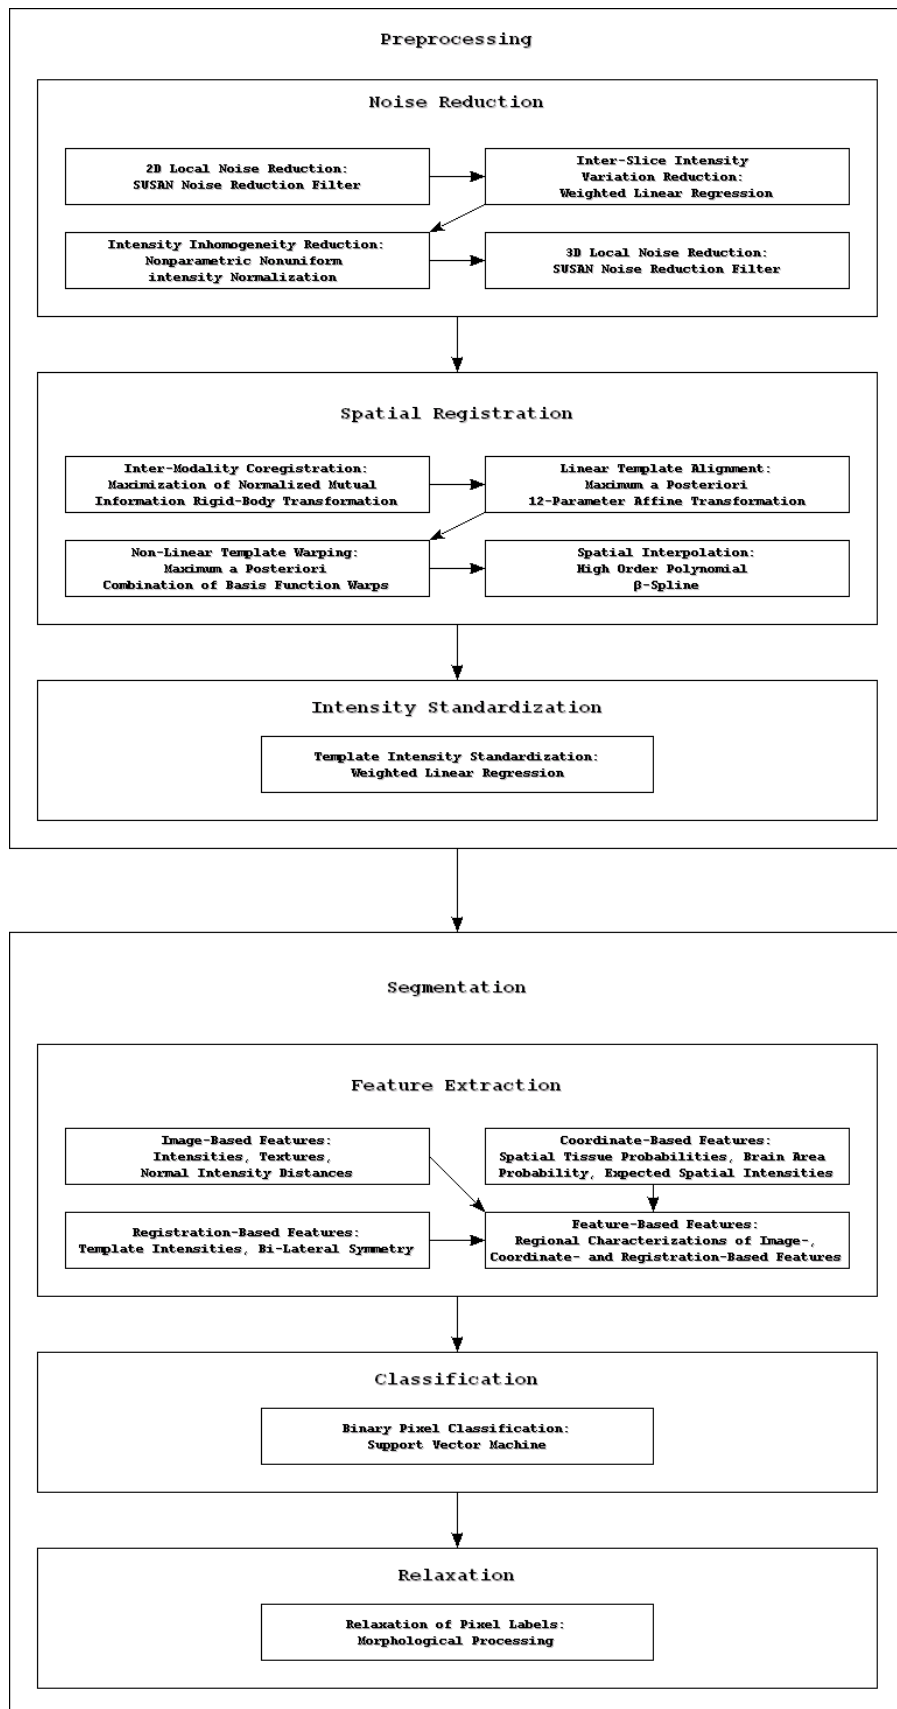 Preprocessing
Noise Reduction
2D Local Noise Reduction:
SUSAN Noise Reduction Filter
Inter-Slice Intensity
Variation Reduction:
Weighted Linear Regression
Intensity Inhomogeneity Reduction:
Nonparametric Nonuniform
intensity Normalization
3D Local Noise Reduction:
SUSAN Noise Reduction Filter
Spatial Registration
Inter-Modality Coregistration:
Maximization of Normalized Mutual
Information Rigid-Body Transformation
Linear Template Alignment:
Maximum a Posteriori
12-Parameter Affine Transformation
Non-Linear Template Warping:
Maximum a Posteriori
Combination of Basis Function Warps
Spatial Interpolation:
High Order Polynomial
β-Spline
Intensity Standardization
Template Intensity Standardization:
Weighted Linear Regression
Segmentation
Feature Extraction
Image-Based Features:
Intensities, Textures,
Normal Intensity Distances
Coordinate-Based Features:
Spatial Tissue Probabilities, Brain Area
Probability, Expected Spatial Intensities
Registration-Based Features:
Template Intensities, Bi-Lateral Symmetry
Feature-Based Features:
Regional Characterizations of Image-,
Coordinate- and Registration-Based Features
Classification
Binary Pixel Classification:
Support Vector Machine
Relaxation
Relaxation of Pixel Labels:
Morphological Processing